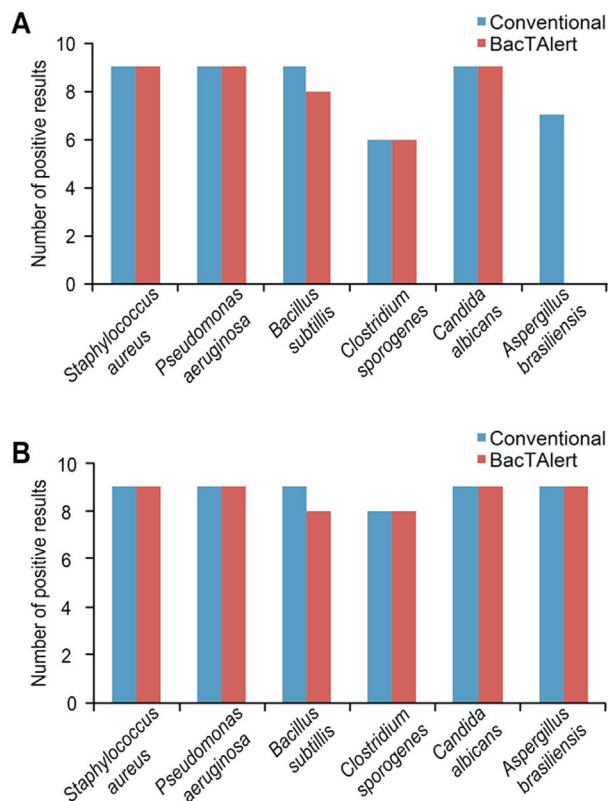 A
Conventional
BacTAlert
Number of positive results
10
8
6
4
2
0
Staphylococcus
aureus
Pseudomonas
aeruginosa
Bacillus
subtillis
Clostridium
sporogenes
Candida
albicans
Aspergillus
brasiliensis
B
Conventional
BacTAlert
Number of positive results
10
8
6
4
2
0
Staphylococcus
aureus
Pseudomonas
aeruginosa
Bacillus
subtillis
Clostridium
sporogenes
Candida
albicans
Aspergillus
brasiliensis